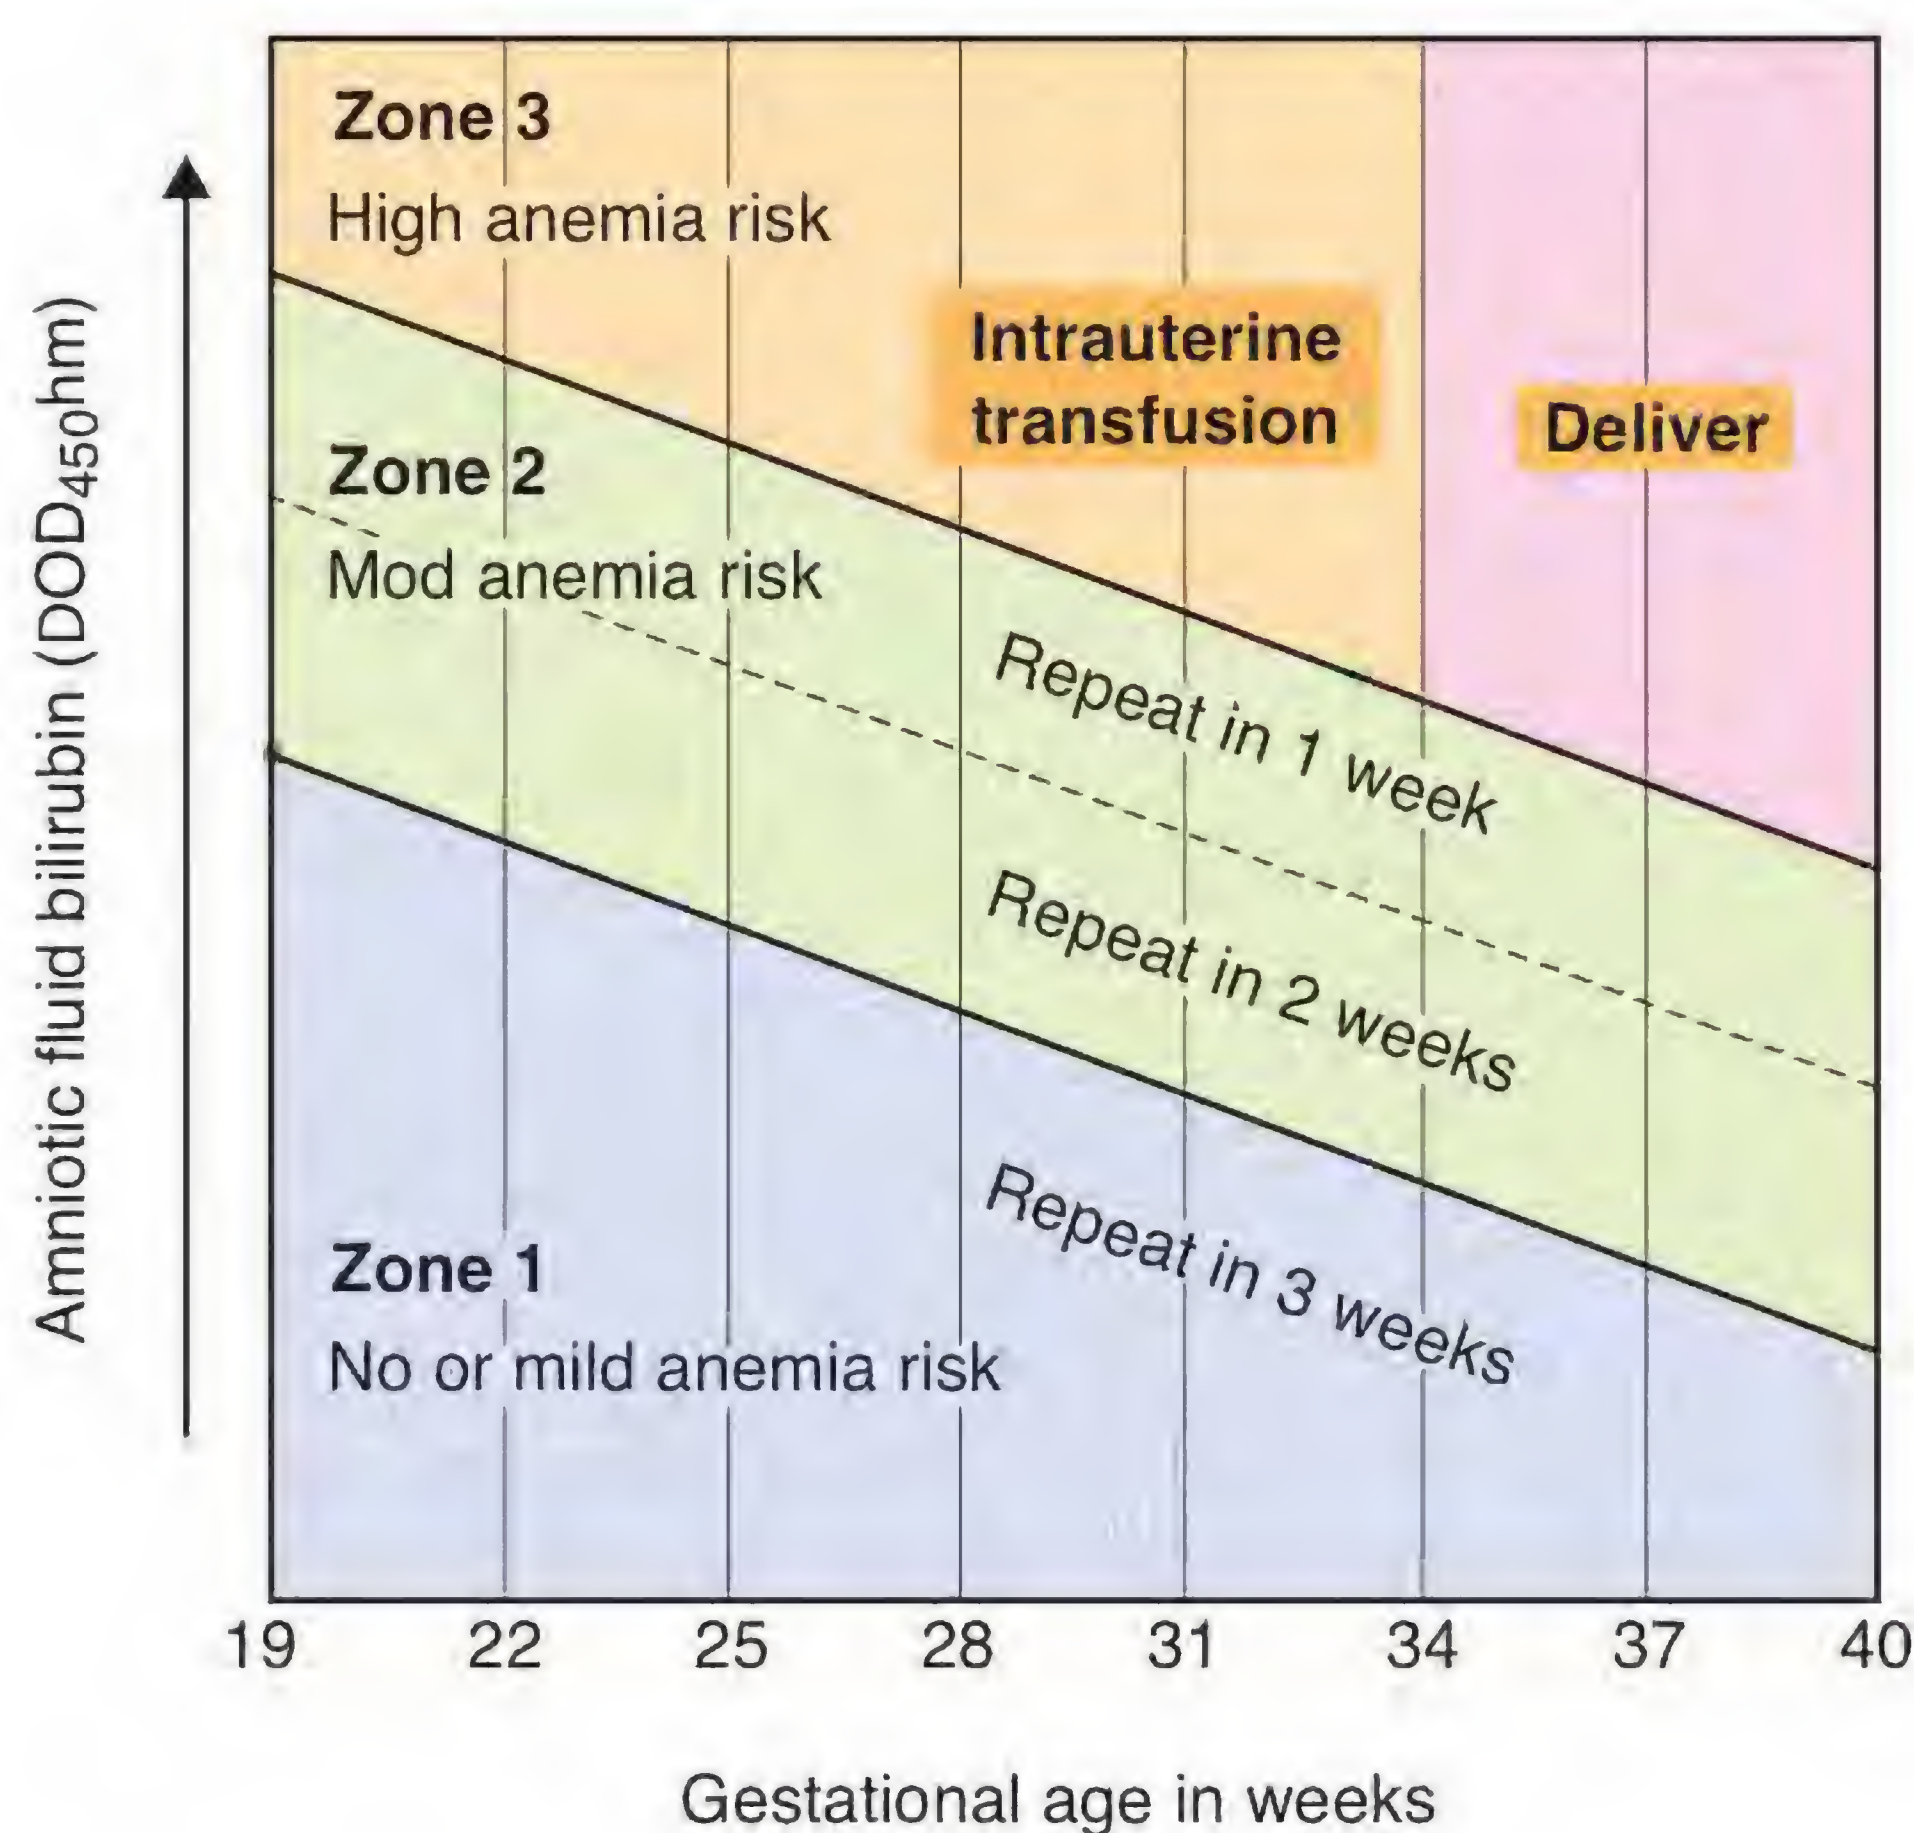 Zone 3
High anemia risk
Intrauterine
transfusion
Deliver
Zone 2
Mod anemia risk
Repeat in 1 week
Repeat in 2 weeks
Zone 1
No or mild anemia risk
Repeat in 3 weeks
Amniotic fluid bilirubin (DOD₄₅₀hm)
19 22 25 28 31 34 37 40
Gestational age in weeks